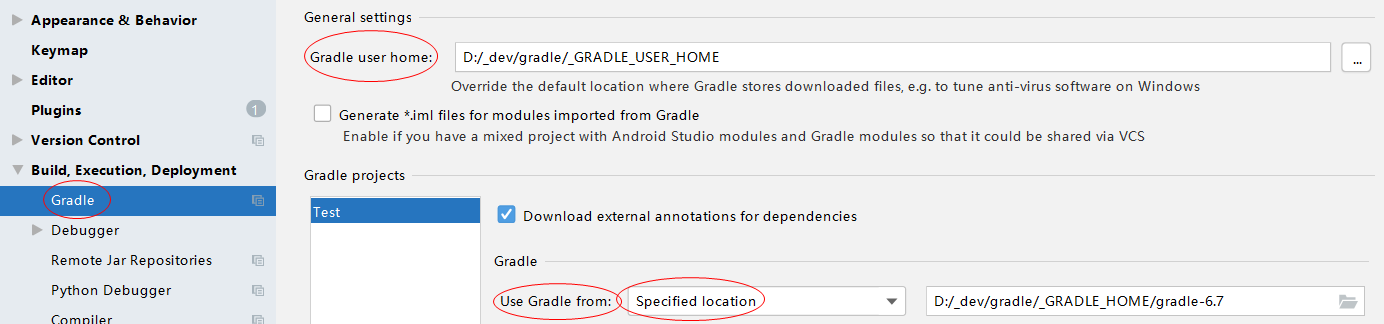 Appearance & Behavior
Keymap
Editor
Plugins 1
Version Control
Build, Execution, Deployment
Gradle
Debugger
Remote Jar Repositories
Python Debugger
Compiler
General settings
Gradle user home: D:/_dev/gradle/_GRADLE_USER_HOME ...
Override the default location where Gradle stores downloaded files, e.g. to tune anti-virus software on Windows
Generate *.iml files for modules imported from Gradle
Enable if you have a mixed project with Android Studio modules and Gradle modules so that it could be shared via VCS
Gradle projects
Test
Download external annotations for dependencies
Gradle
Use Gradle from: Specified location D:/_dev/gradle/_GRADLE_HOME/gradle-6.7